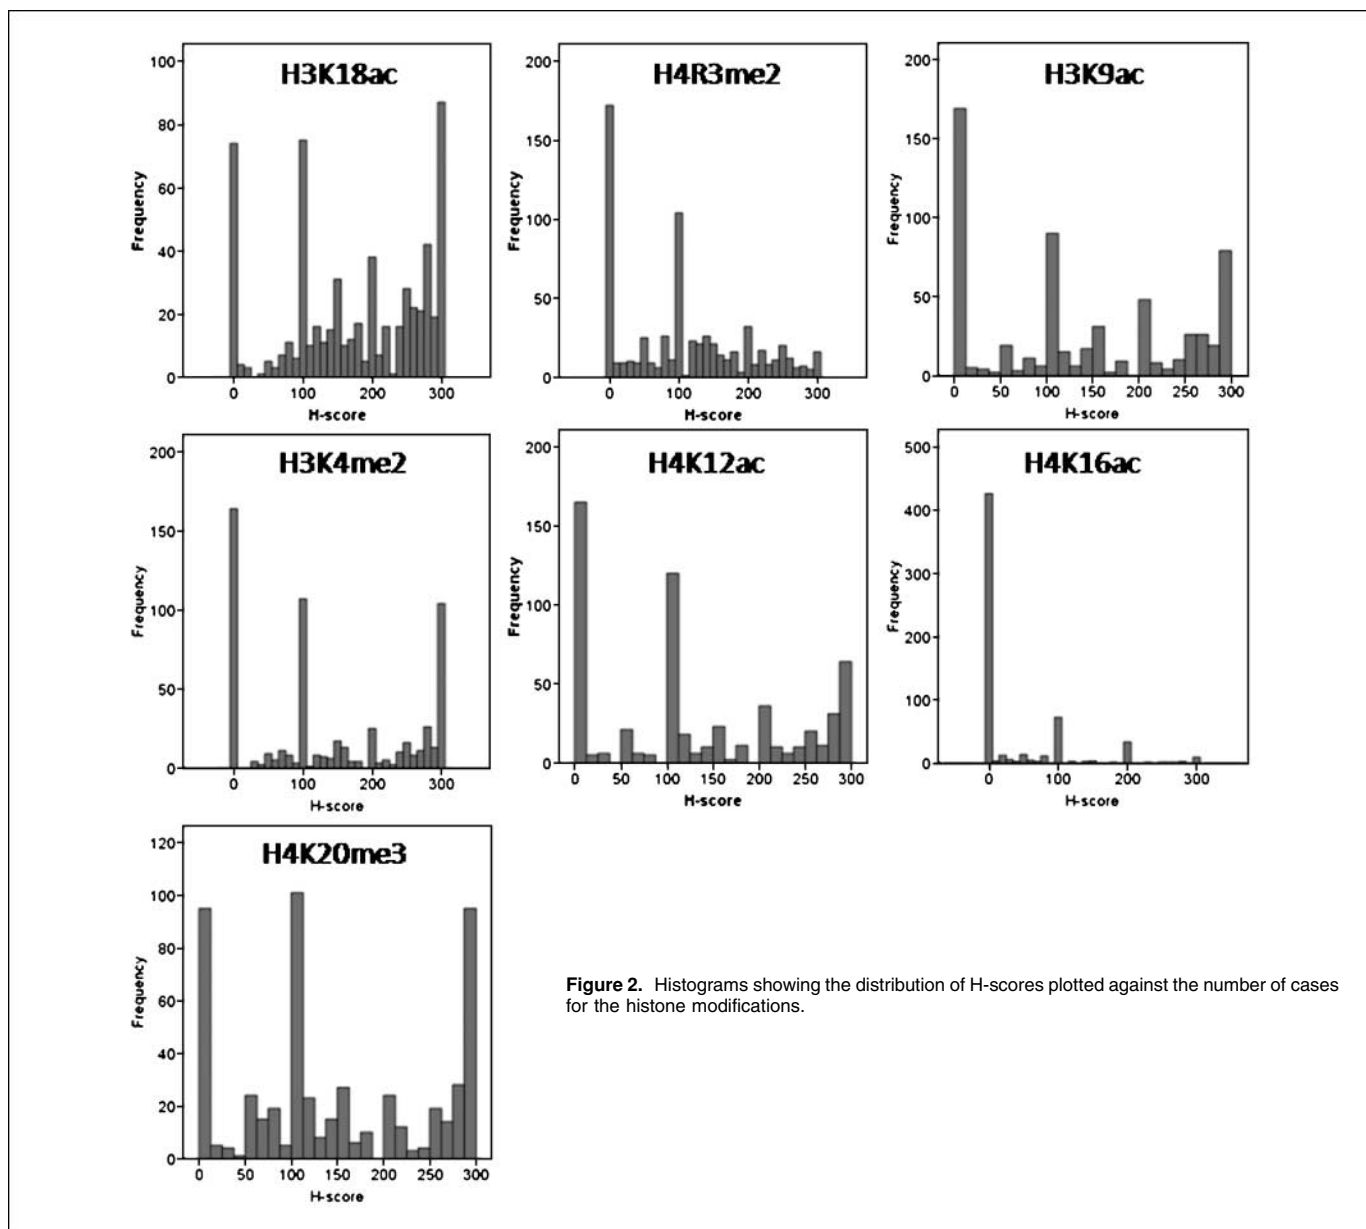 H3K18ac
100
80
60
40
20
0
Frequency
0 100 200 300
H-score
H4R3me2
200
150
100
50
0
Frequency
0 100 200 300
H-score
H3K9ac
200
150
100
50
0
Frequency
0 50 100 150 200 250 300
H-score
H3K4me2
200
150
100
50
0
Frequency
0 100 200 300
H-score
H4K12ac
200
150
100
50
0
Frequency
0 50 100 150 200 250 300
H-score
H4K16ac
500
400
300
200
100
0
Frequency
0 100 200 300
H-score
H4K20me3
120
100
80
60
40
20
0
Frequency
0 50 100 150 200 250 300
H-score
Figure 2. Histograms showing the distribution of H-scores plotted against the number of cases
for the histone modifications.